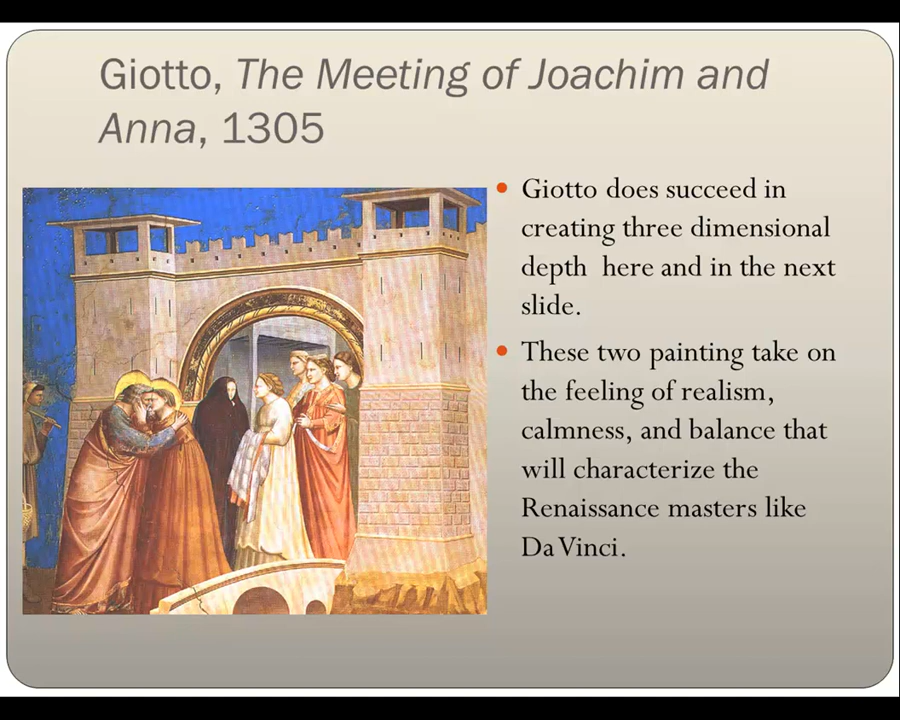 Giotto, The Meeting of Joachim and
Anna, 1305
Giotto does succeed in
creating three dimensional
depth  here and in the next
slide.
These two painting take on
the feeling of realism,
calmness, and balance that
will characterize the
Renaissance masters like
Da Vinci.